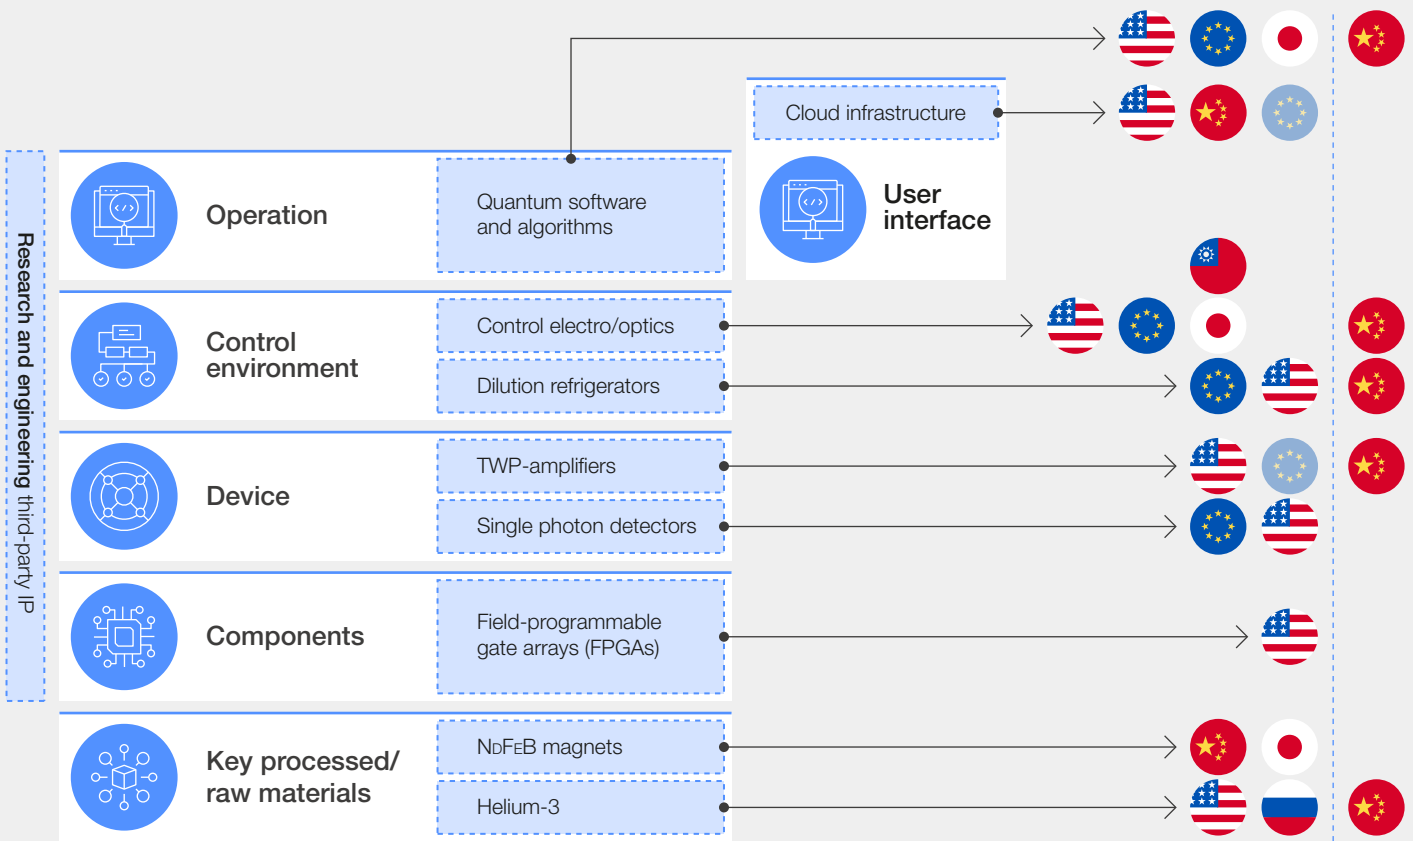 Cloud infrastructure
User
interface
Research and engineering third-party IP
Operation
Quantum software
and algorithms
Control
environment
Control electro/optics
Dilution refrigerators
Device
TWP-amplifiers
Single photon detectors
Components
Field-programmable
gate arrays (FPGAs)
Key processed/
raw materials
NDFEB magnets
Helium-3